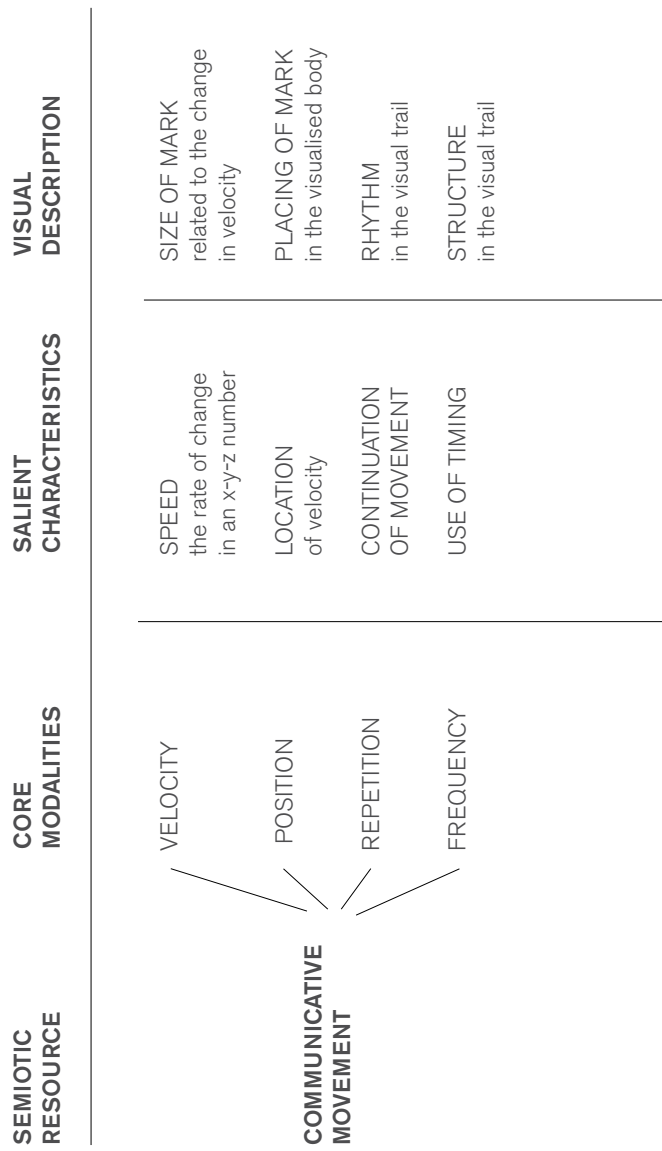 SEMIOTIC
RESOURCE
CORE
MODALITIES
SALIENT
CHARACTERISTICS
VISUAL
DESCRIPTION
COMMUNICATIVE
MOVEMENT
VELOCITY
SPEED
the rate of change
in an x-y-z number
SIZE OF MARK
related to the change
in velocity
POSITION
LOCATION
of velocity
PLACING OF MARK
in the visualised body
REPETITION
CONTINUATION
OF MOVEMENT
RHYTHM
in the visual trail
FREQUENCY
USE OF TIMING
STRUCTURE
in the visual trail